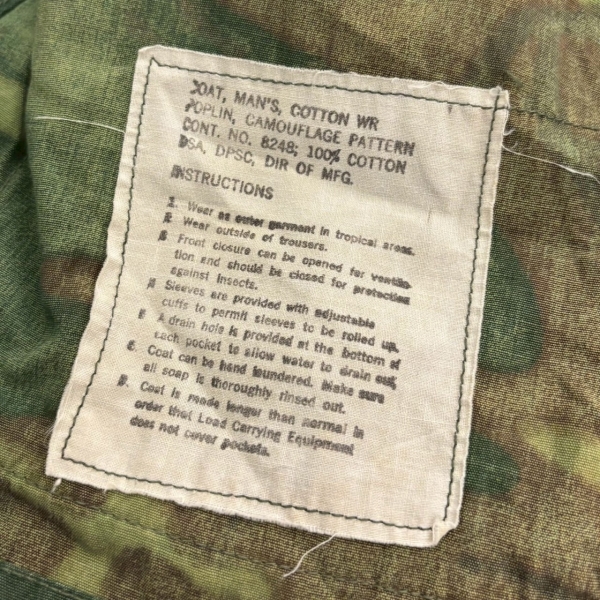 COAT, MAN'S, COTTON WR
POPLIN, CAMOUFLAGE PATTERN
CONT. NO. 8248; 100% COTTON
DSA, DPSC, DIR OF MFG.
INSTRUCTIONS
1. Wear as outer garment in tropical areas.
2. Wear outside of trousers.
3. Front closure can be opened for ventila-
tion and should be closed for protection
against insects.
4. Sleeves are provided with adjustable
cuffs to permit sleeves to be rolled up.
5. A drain hole is provided at the bottom of
each pocket to allow water to drain out.
6. Coat can be hand laundered. Make sure
all soap is thoroughly rinsed out.
7. Coat is made longer than normal in
order that Load Carrying Equipment
does not cover pockets.